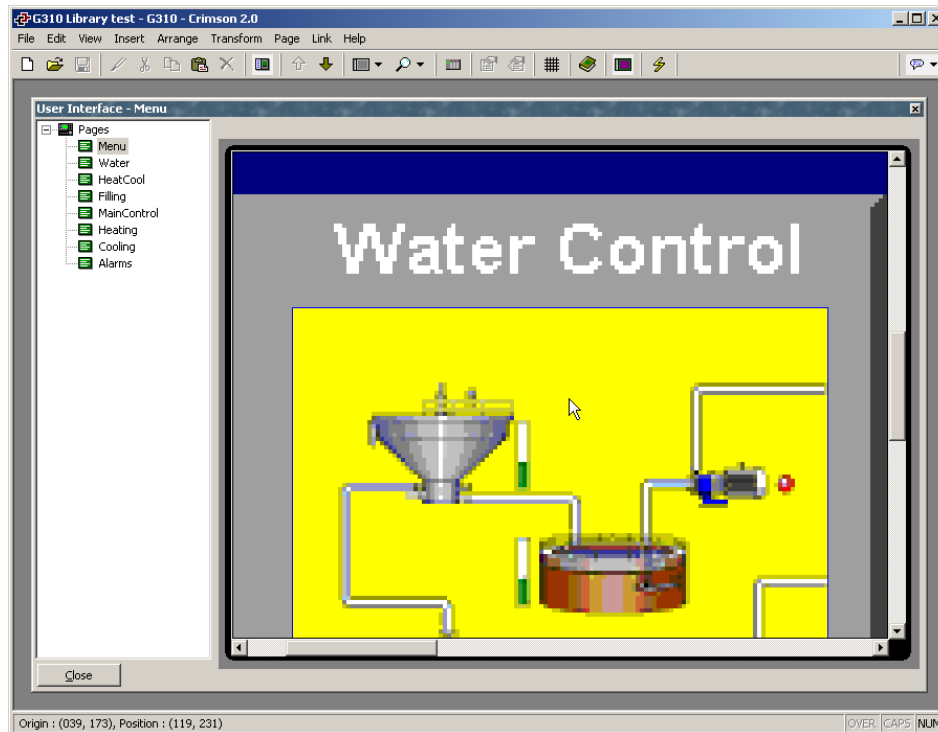 G310 Library test - G310 - Crimson 2.0
File Edit View Insert Arrange Transform Page Link Help
User Interface - Menu
Pages
Menu
Water
HeatCool
Filling
MainControl
Heating
Cooling
Alarms
Water Control
Close
Origin : (039, 173), Position : (119, 231)
OVER CAPS NUM